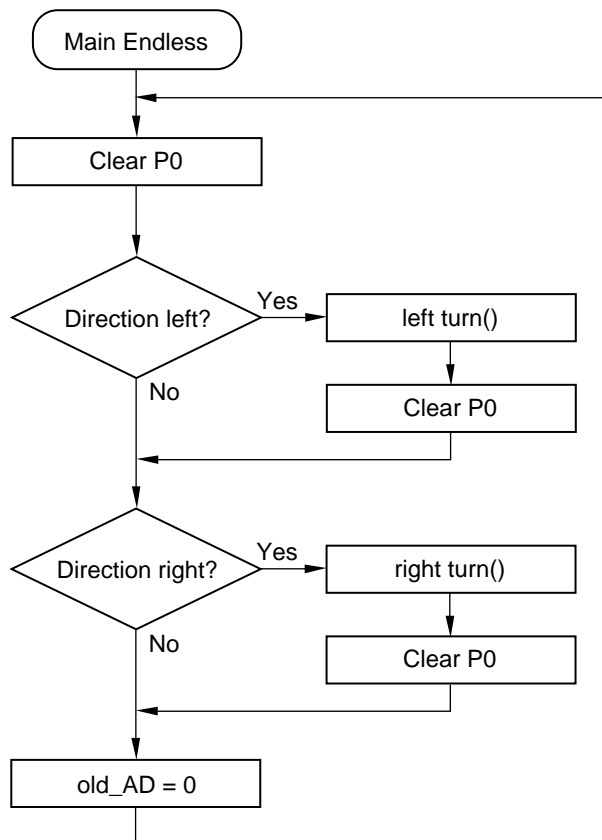 Main Endless
Clear P0
Direction left?
Yes
left turn()
Clear P0
No
Direction right?
Yes
right turn()
Clear P0
No
old_AD = 0